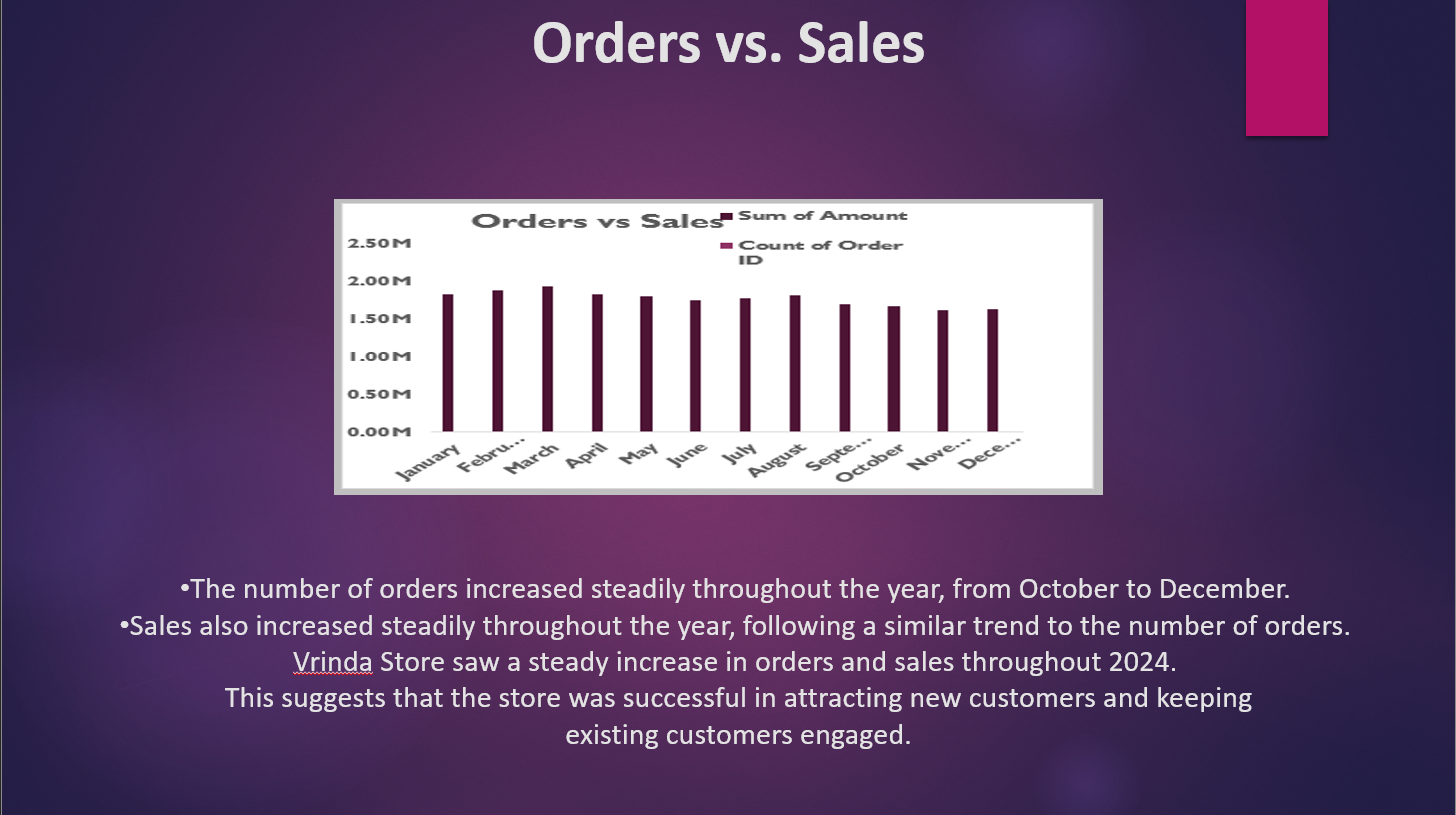 Orders vs. Sales
Orders vs Sales
Sum of Amount
Count of Order
ID
2.50M
2.00M
1.50M
1.00M
0.50M
0.00M
January
Febru...
March
April
May
June
July
August
Septe...
October
Nove...
Dece...
•The number of orders increased steadily throughout the year, from October to December.
•Sales also increased steadily throughout the year, following a similar trend to the number of orders.
Vrinda Store saw a steady increase in orders and sales throughout 2024.
This suggests that the store was successful in attracting new customers and keeping
existing customers engaged.